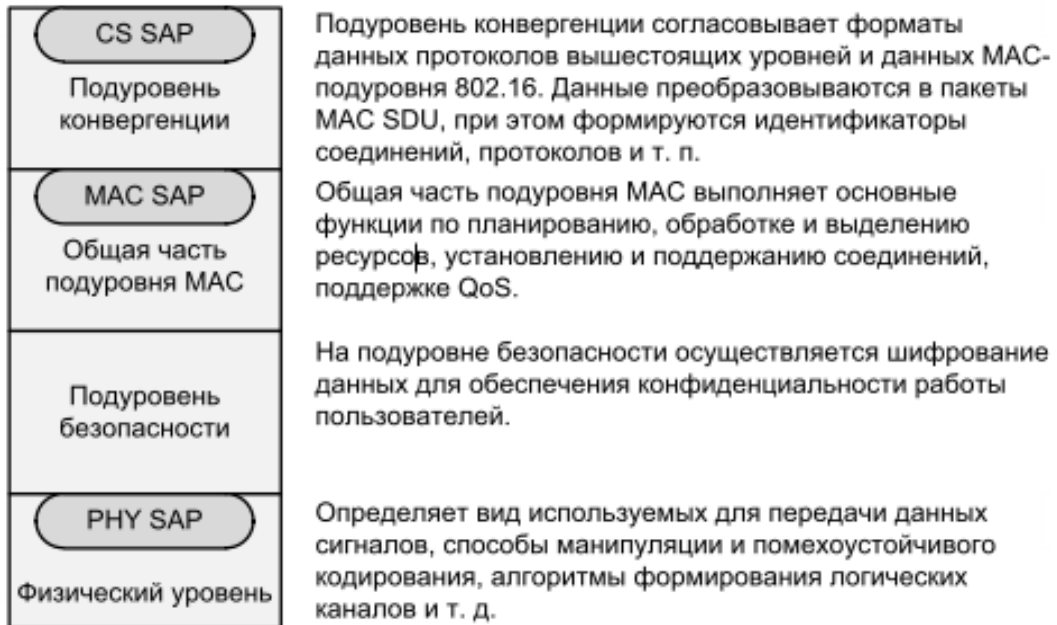 CS SAP
Подуровень
конвергенции
Подуровень конвергенции согласовывает форматы
данных протоколов вышестоящих уровней и данных MAC-
подуровня 802.16. Данные преобразовываются в пакеты
MAC SDU, при этом формируются идентификаторы
соединений, протоколов и т. п.
MAC SAP
Общая часть
подуровня MAC
Общая часть подуровня MAC выполняет основные
функции по планированию, обработке и выделению
ресурсов, установлению и поддержанию соединений,
поддержке QoS.
Подуровень
безопасности
На подуровне безопасности осуществляется шифрование
данных для обеспечения конфиденциальности работы
пользователей.
PHY SAP
Физический уровень
Определяет вид используемых для передачи данных
сигналов, способы манипуляции и помехоустойчивого
кодирования, алгоритмы формирования логических
каналов и т. д.